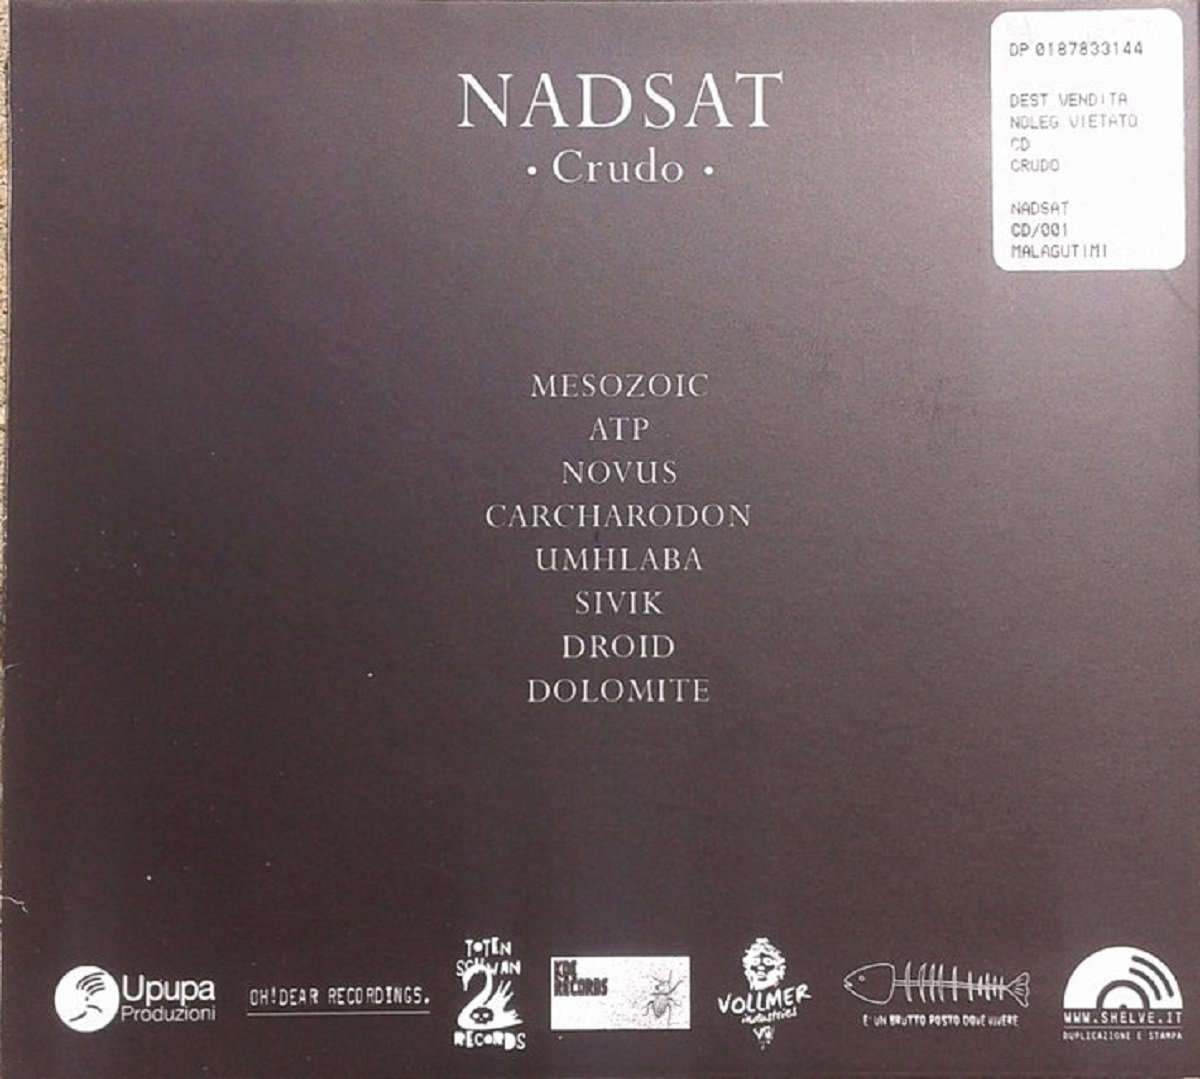 NADSAT
• Crudo •
DP 0187833144
DEST VENDITA
NOLEG VIETATO
CD
CRUDO
NADSAT
CD/001
MALAGUTIMI
MESOZOIC
ATP
NOVUS
CARCHARODON
UMHLABA
SIVIK
DROID
DOLOMITE
Upupa
Produzioni
OH!DEAR RECORDINGS.
TOTEN
SCHWAN
RECORDS
RECORDS
VOLLMER
industries
E' UN BRUTTO POSTO DOVE VIVERE
WWW.SHELVE.IT
DUPLICAZIONE E STAMPA